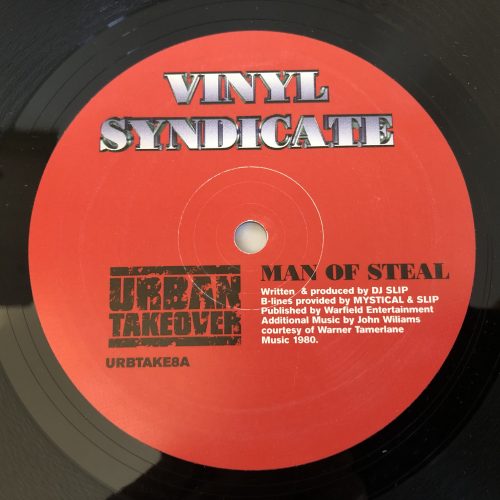 VINYL
SYNDICATE
URBAN
TAKEOVER
URBTAKE8A
MAN OF STEAL
Written & produced by DJ SLIP
B-lines provided by MYSTICAL & SLIP
Published by Warfield Entertainment
Additional Music by John Wiliams
courtesy of Warner Tamerlane
Music 1980.